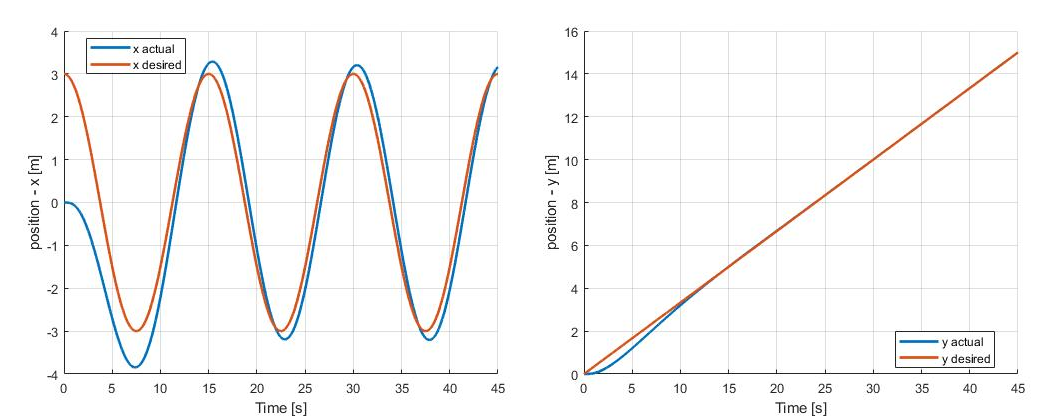 4
3
2
1
0
-1
-2
-3
-4
position - x [m]
x actual
x desired
0 5 10 15 20 25 30 35 40 45
Time [s]
16
14
12
10
8
6
4
2
0
position - y [m]
y actual
y desired
0 5 10 15 20 25 30 35 40 45
Time [s]